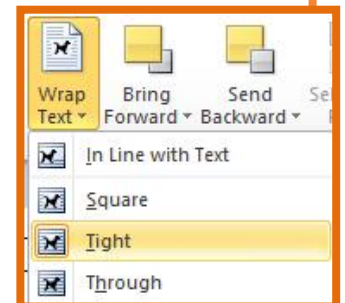 Wrap Text
Bring Forward
Send Backward
In Line with Text
Square
Tight
Through